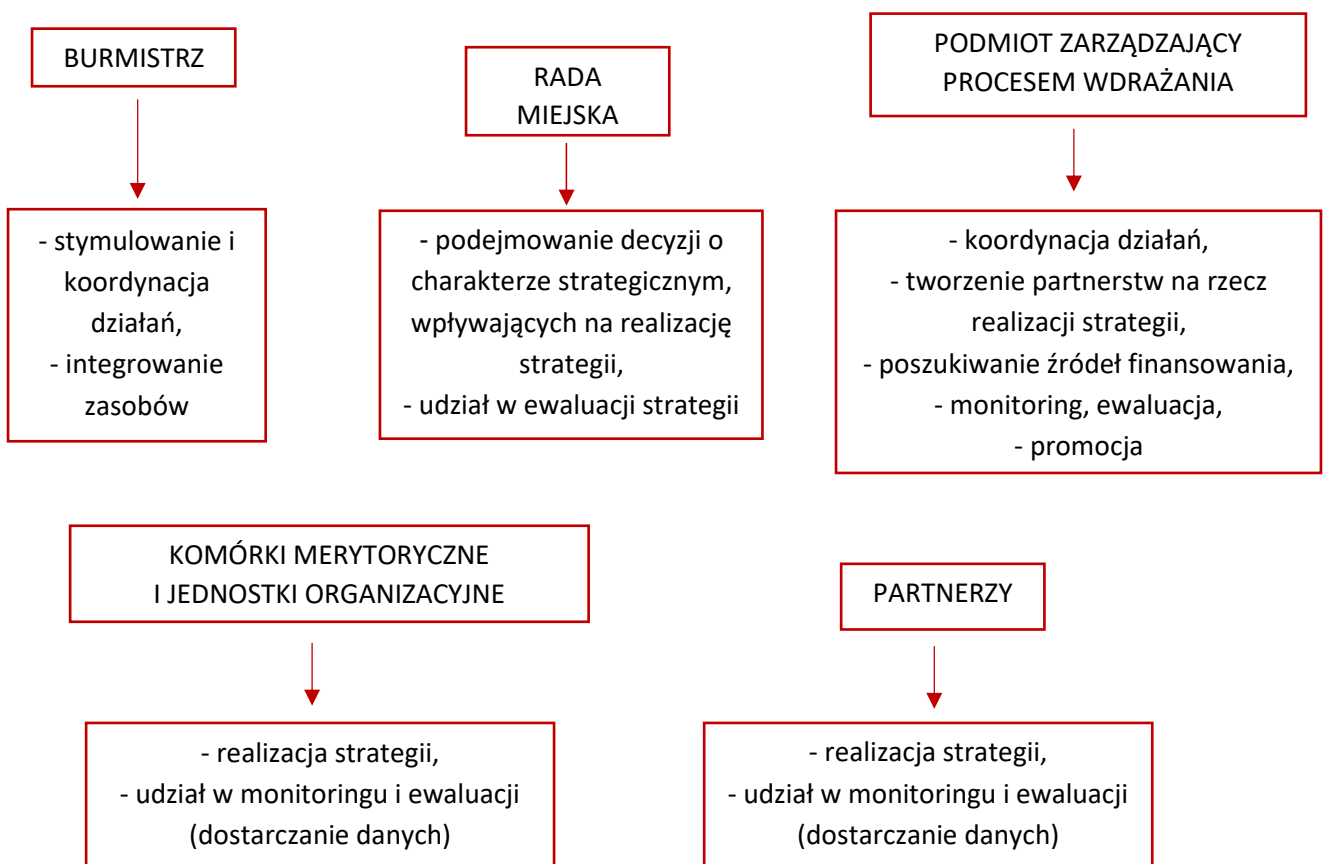 BURMISTRZ
RADA
MIEJSKA
PODMIOT ZARZĄDZAJĄCY
PROCESEM WDRAŻANIA
- stymulowanie i
koordynacja
działań,
- integrowanie
zasobów
- podejmowanie decyzji o
charakterze strategicznym,
wpływających na realizację
strategii,
- udział w ewaluacji strategii
- koordynacja działań,
- tworzenie partnerstw na rzecz
realizacji strategii,
- poszukiwanie źródeł finansowania,
- monitoring, ewaluacja,
- promocja
KOMÓRKI MERYTORYCZNE
I JEDNOSTKI ORGANIZACYJNE
PARTNERZY
- realizacja strategii,
- udział w monitoringu i ewaluacji
(dostarczanie danych)
- realizacja strategii,
- udział w monitoringu i ewaluacji
(dostarczanie danych)